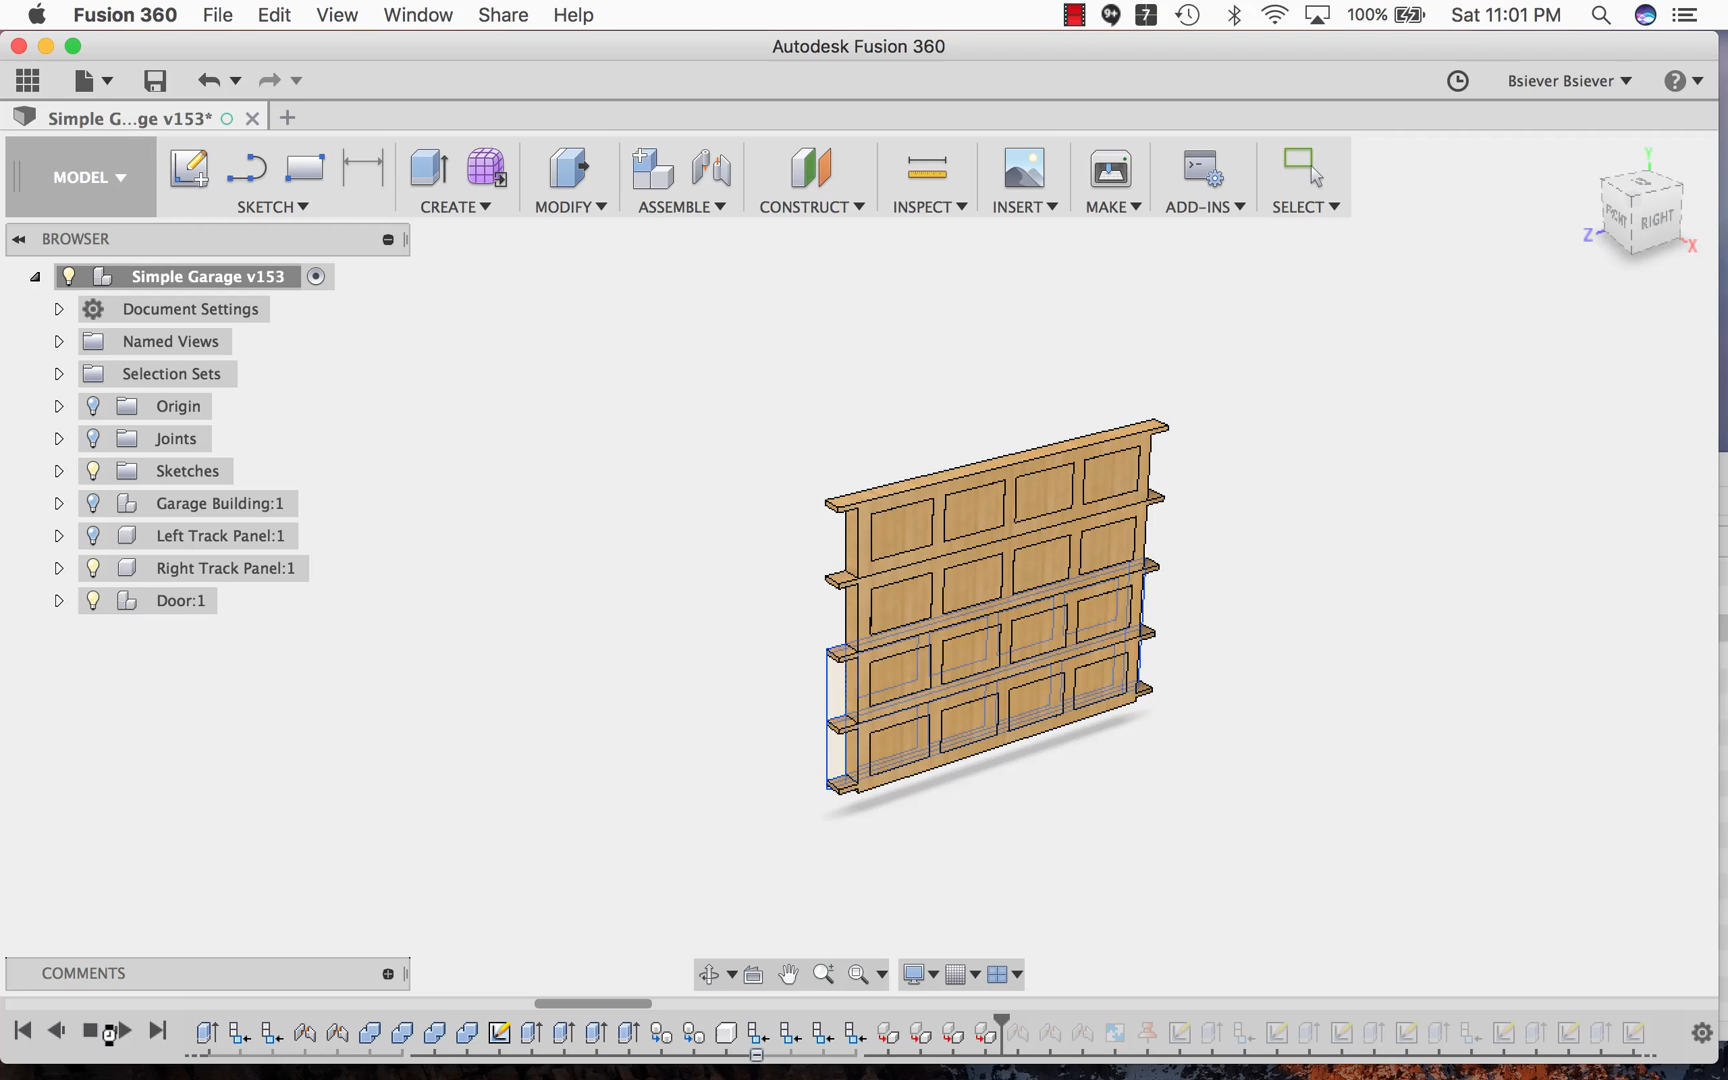 Fusion 360 File Edit View Window Share Help 9+ 7 100% Sat 11:01 PM
Autodesk Fusion 360
Bsiever Bsiever ?
Simple G...ge v153*
MODEL SKETCH CREATE MODIFY ASSEMBLE CONSTRUCT INSPECT INSERT MAKE ADD-INS SELECT
Y
RIGHT
Z X
BROWSER
Simple Garage v153
Document Settings
Named Views
Selection Sets
Origin
Joints
Sketches
Garage Building:1
Left Track Panel:1
Right Track Panel:1
Door:1
COMMENTS